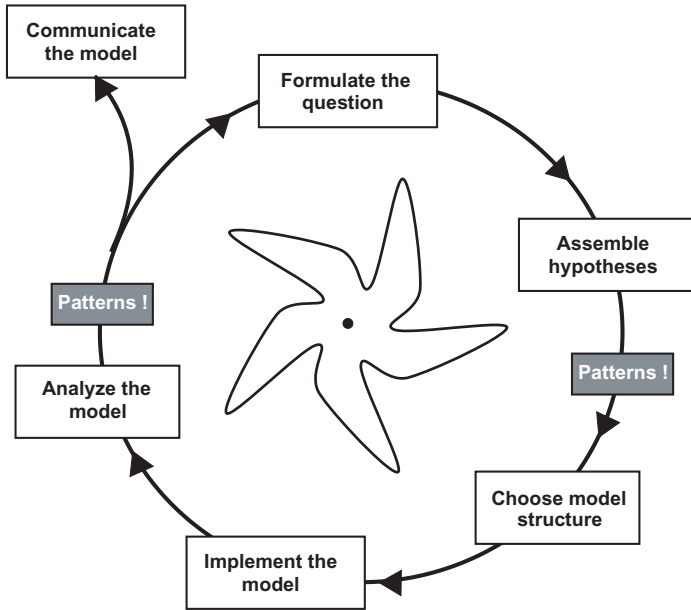 Communicate
the model
Formulate the
question
Assemble
hypotheses
Patterns !
Patterns !
Analyze the
model
Choose model
structure
Implement the
model